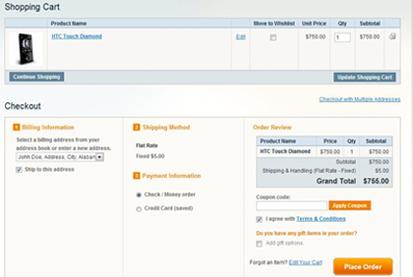 Shopping Cart
Product Name Move to Wishlist Unit Price Qty Subtotal
HTC Touch Diamond Edit $750.00 1 $750.00
Continue Shopping Update Shopping Cart
Checkout with Multiple Addresses
Checkout
1 Billing Information
Select a billing address from your
address book or enter a new address.
John Doe, Address, City, Alabam
Ship to this address
2 Shipping Method
Flat Rate
Fixed $5.00
3 Payment Information
Check / Money order
Credit Card (saved)
Order Review
Product Name Price Qty Subtotal
HTC Touch Diamond $750.00 1 $750.00
Subtotal $750.00
Shipping & Handling (Flat Rate - Fixed) $5.00
Grand Total $755.00
Coupon code:
Apply Coupon
I agree with Terms & Conditions
Do you have any gift items in your order?
Add gift options.
Forgot an item? Edit Your Cart
Place Order